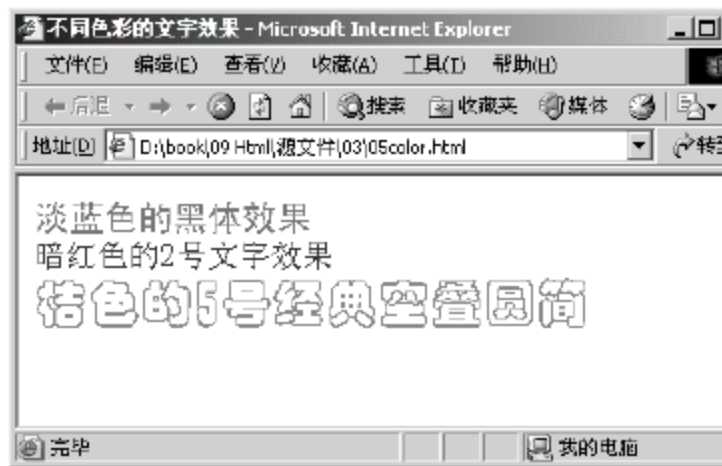 不同色彩的文字效果 - Microsoft Internet Explorer
文件(F) 编辑(E) 查看(V) 收藏(A) 工具(T) 帮助(H)
后退 搜索 收藏夹 媒体
地址(D) D:\book\09 Html\源文件\03\05color.html 转到
淡蓝色的黑体效果
暗红色的2号文字效果
桔色的5号经典空叠圆简
完毕 我的电脑